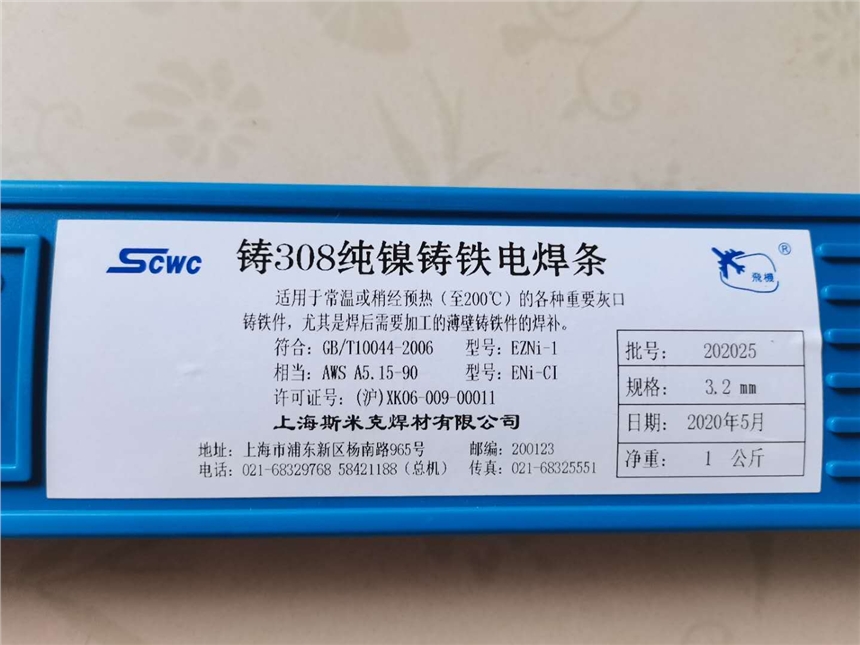 SCWC 铸308纯镍铸铁电焊条 飛機 ®
适用于常温或稍经预热(至200℃)的各种重要灰口
铸铁件，尤其是焊后需要加工的薄壁铸铁件的焊补。
符合：GB/T10044-2006 型号：EZNi-1
相当：AWS A5.15-90 型号：ENi-CI
许可证号：(沪)XK06-009-00011
上海斯米克焊材有限公司
地址：上海市浦东新区杨南路965号 邮编：200123
电话：021-68329768 58421188(总机) 传真：021-68325551
批号：202025
规格：3.2 mm
日期：2020年5月
净重：1 公斤